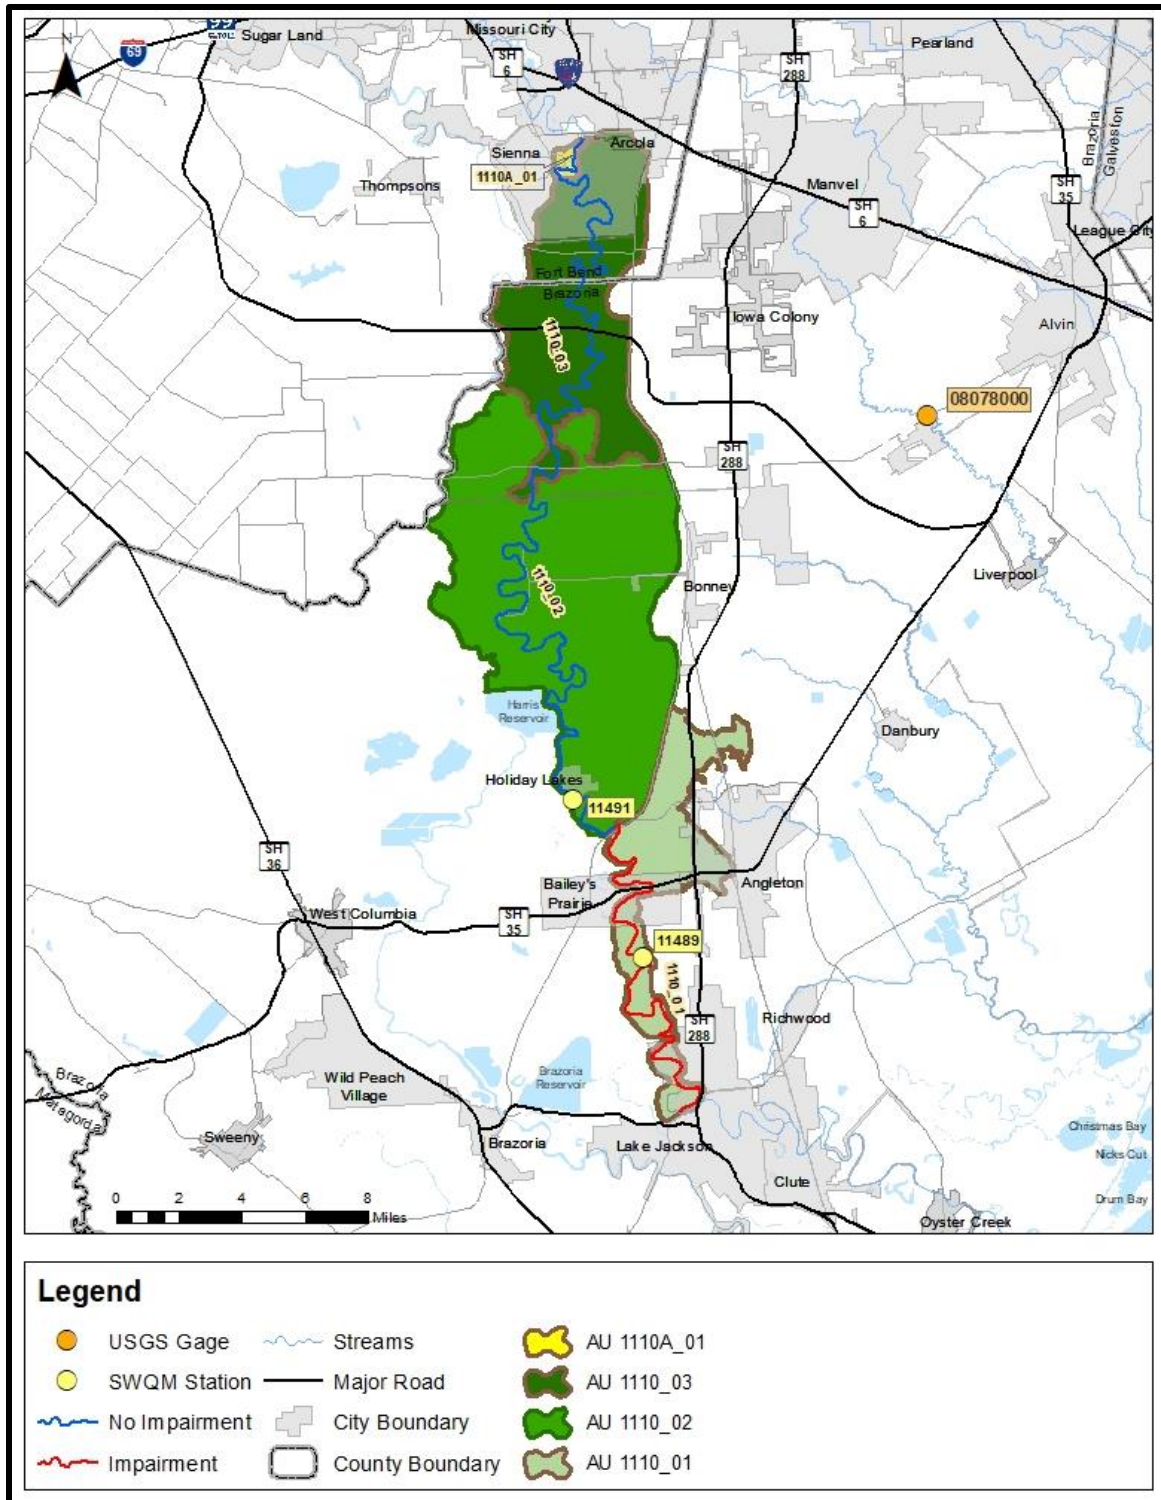 Missouri City
99
Sugar Land
N
69
SH
6
SH
288
Pearland
Brazoria
Galveston
Sienna
Arcola
1110A_01
Thompsons
Manvel
SH
35
SH
6
League City
Fort Bend
Brazoria
Iowa Colony
Alvin
1110_03
08078000
SH
288
1110_02
Bonney
Liverpool
Harris
Reservoir
Danbury
Holiday Lakes
11491
SH
36
Bailey's
Prairie
Angleton
West Columbia
SH
35
11489
1110_01
Richwood
SH
288
Brazoria
Matagorda
Wild Peach
Village
Brazoria
Reservoir
Sweeny
Brazoria
Lake Jackson
Christmas Bay
Nicks Cut
Clute
Drum Bay
Oyster Creek
0 2 4 6 8
Miles
Legend
USGS Gage
Streams
AU 1110A_01
SWQM Station
Major Road
AU 1110_03
No Impairment
City Boundary
AU 1110_02
Impairment
County Boundary
AU 1110_01